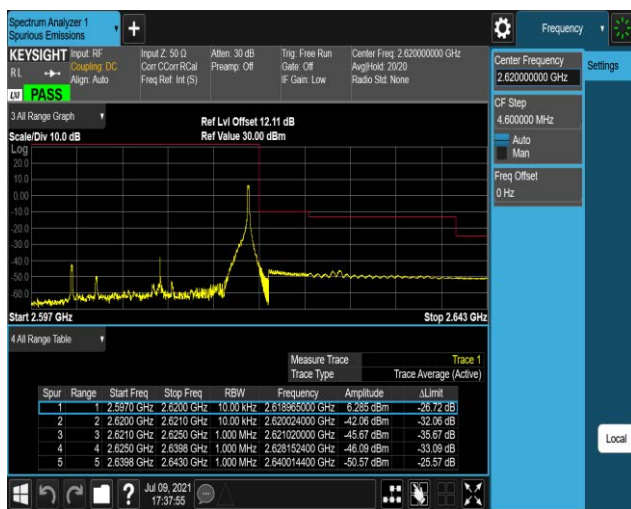 Spectrum Analyzer 1
Spurious Emissions
Frequency
KEYSIGHT
RL
LXI PASS
Input: RF
Coupling: DC
Align: Auto
Input Z: 50 Ω
Corr CCorr RCal
Freq Ref: Int (S)
Atten: 30 dB
Preamp: Off
Trig: Free Run
Gate: Off
IF Gain: Low
Center Freq: 2.620000000 GHz
Avg|Hold: 20/20
Radio Std: None
Center Frequency
2.620000000 GHz
Settings
CF Step
4.600000 MHz
Auto
Man
Freq Offset
0 Hz
Local
3 All Range Graph
Scale/Div 10.0 dB
Ref Lvl Offset 12.11 dB
Ref Value 30.00 dBm
Log
20.0
10.0
0.00
-10.0
-20.0
-30.0
-40.0
-50.0
-60.0
Start 2.597 GHz
Stop 2.643 GHz
4 All Range Table
Measure Trace Trace 1
Trace Type Trace Average (Active)
Spur Range Start Freq Stop Freq RBW Frequency Amplitude ΔLimit
1 1 2.5970 GHz 2.6200 GHz 10.00 kHz 2.618965000 GHz 6.285 dBm -26.72 dB
2 2 2.6200 GHz 2.6210 GHz 10.00 kHz 2.620024000 GHz -42.06 dBm -32.06 dB
3 3 2.6210 GHz 2.6250 GHz 1.000 MHz 2.621020000 GHz -45.67 dBm -35.67 dB
4 4 2.6250 GHz 2.6398 GHz 1.000 MHz 2.628152400 GHz -46.09 dBm -33.09 dB
5 5 2.6398 GHz 2.6430 GHz 1.000 MHz 2.640014400 GHz -50.57 dBm -25.57 dB
?
Jul 09, 2021
17:37:55